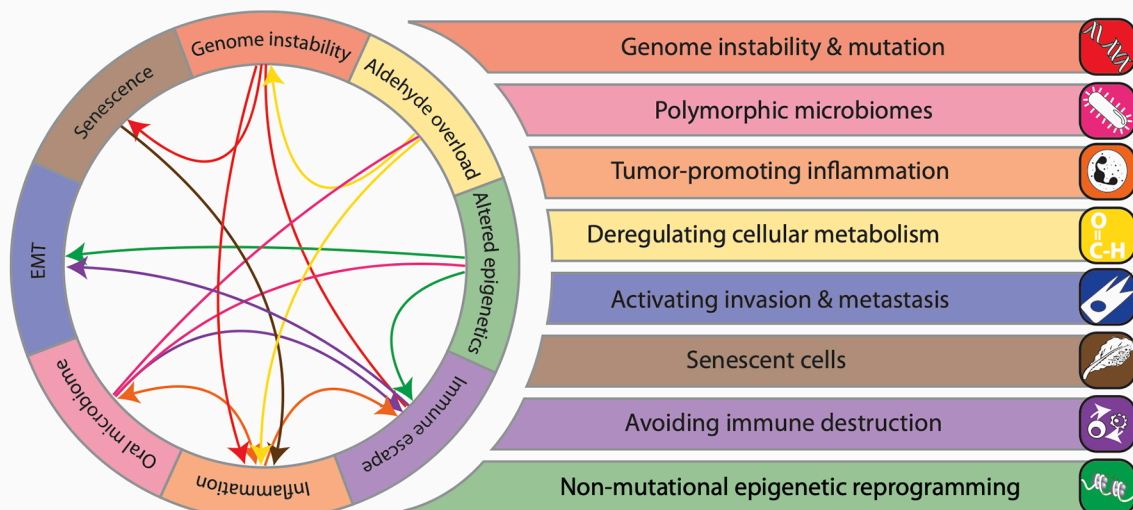 Genome instability
Aldehyde overload
Altered epigenetics
Immune escape
Inflammation
Oral microbiome
EMT
Senescence
Genome instability & mutation
Polymorphic microbiomes
Tumor-promoting inflammation
Deregulating cellular metabolism
O
C-H
Activating invasion & metastasis
Senescent cells
Avoiding immune destruction
Non-mutational epigenetic reprogramming